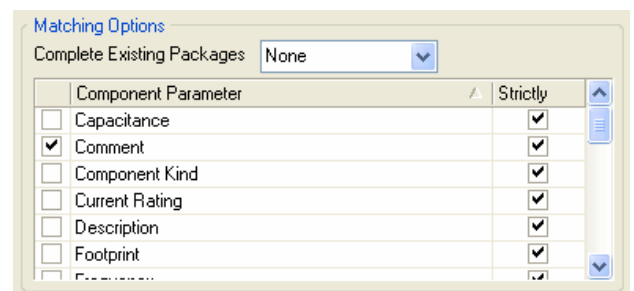 Matching Options
Complete Existing Packages None
Component Parameter Strictly
Capacitance
Comment
Component Kind
Current Rating
Description
Footprint